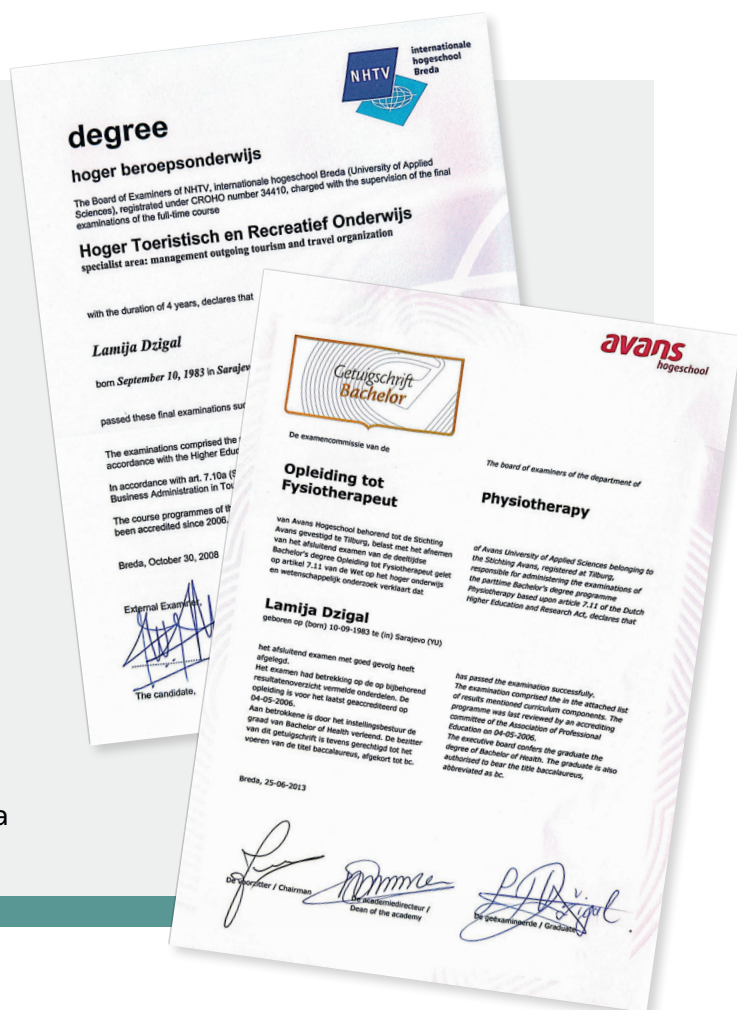 NHTV
internationale
hogeschool
Breda
degree
hoger beroepsonderwijs
The Board of Examiners of NHTV, internationale hogeschool Breda (University of Applied
Sciences), registrated under CROHO number 34410, charged with the supervision of the final
examinations of the full-time course
Hoger Toeristisch en Recreatief Onderwijs
specialist area: management outgoing tourism and travel organization
with the duration of 4 years, declares that
Lamija Dzigal
born September 10, 1983 in
passed these final examinations
The examinations comprised the
accordance with the Higher
In accordance with art. 7.10a
Business Administration in
The course programmes of
been accredited since 2006.
Breda, October 30, 2008
External Examiner,
The candidate,
avans
hogeschool
Getuigschrift
Bachelor
De examencommissie van de
Opleiding tot
Fysiotherapeut
van Avans Hogeschool behorend tot de Stichting
Avans gevestigd te Tilburg, belast met het afnemen
van het afsluitend examen van de deeltijdse
Bachelor's degree Opleiding tot Fysiotherapeut gelet
op artikel 7.11 van de Wet op het hoger onderwijs
en wetenschappelijk onderzoek verklaart dat
Lamija Dzigal
geboren op (born) 10-09-1983 te (in) Sarajevo (YU)
het afsluitend examen met goed gevolg heeft
afgelegd.
Het examen had betrekking op de op bijbehorend
resultatenoverzicht vermelde onderdelen. De
opleiding is voor het laatst geaccrediteerd op
04-05-2006.
Aan betrokkene is door het instellingsbestuur de
graad van Bachelor of Health verleend. De bezitter
van dit getuigschrift is tevens gerechtigd tot het
voeren van de titel baccalaureus, afgekort tot bc.
Breda, 25-06-2013
The board of examiners of the department of
Physiotherapy
of Avans University of Applied Sciences belonging to
the Stichting Avans, registered at Tilburg,
responsible for administering the examinations of
the parttime Bachelor's degree programme
Physiotherapy based upon article 7.11 of the Dutch
Higher Education and Research Act, declares that
has passed the examination successfully.
The examination comprised the in the attached list
of results mentioned curriculum components. The
programme was last reviewed by an accrediting
committee of the Association of Professional
Education on 04-05-2006.
The executive board confers the graduate the
degree of Bachelor of Health. The graduate is also
authorised to bear the title baccalaureus,
abbreviated as bc.
De voorzitter / Chairman
De academiedirecteur /
Dean of the academy
De geëxamineerde / Graduate
a